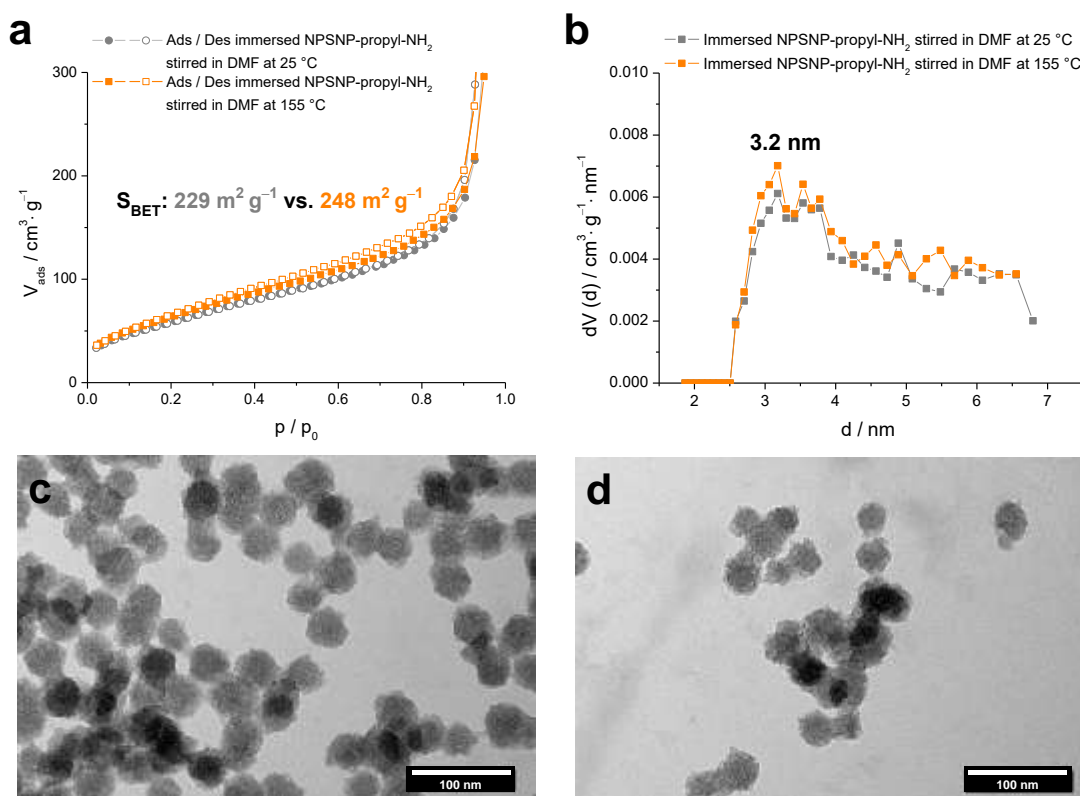 a
Ads / Des immersed NPSNP-propyl-NH₂
stirred in DMF at 25 °C
Ads / Des immersed NPSNP-propyl-NH₂
stirred in DMF at 155 °C
S_BET: 229 m² g⁻¹ vs. 248 m² g⁻¹
300
200
100
0
V_ads / cm³ · g⁻¹
0.0 0.2 0.4 0.6 0.8 1.0
p / p₀
b
Immersed NPSNP-propyl-NH₂ stirred in DMF at 25 °C
Immersed NPSNP-propyl-NH₂ stirred in DMF at 155 °C
3.2 nm
0.010
0.008
0.006
0.004
0.002
0.000
dV (d) / cm³ · g⁻¹ · nm⁻¹
2 3 4 5 6 7
d / nm
c
100 nm
d
100 nm